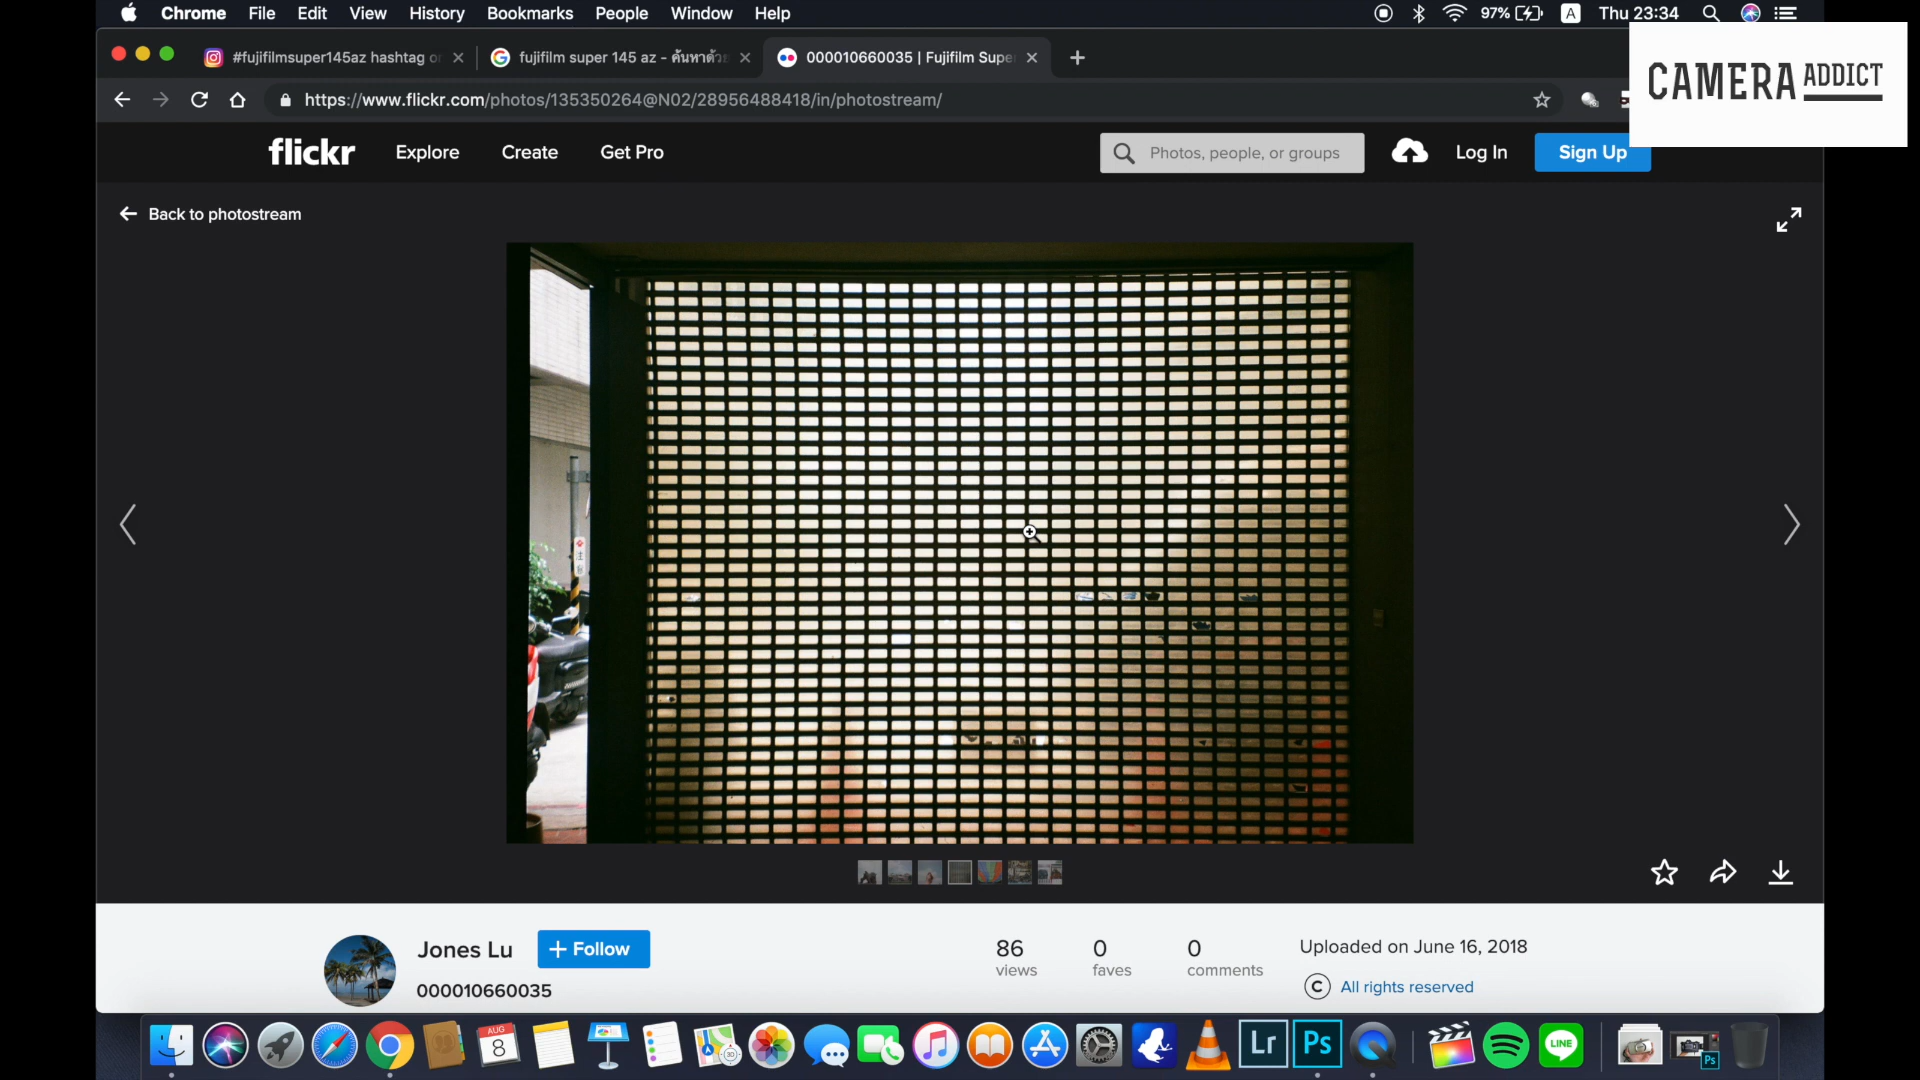 Chrome File Edit View History Bookmarks People Window Help 97% A Thu 23:34
#fujifilmsuper145az hashtag fujifilm super 145 az - ค้นหาด้วย 000010660035 | Fujifilm Supe
https://www.flickr.com/photos/135350264@N02/28956488418/in/photostream/
CAMERA ADDICT
flickr Explore Create Get Pro Photos, people, or groups Log In Sign Up
Back to photostream
注
Jones Lu + Follow 86 0 0 Uploaded on June 16, 2018
views faves comments
000010660035 C All rights reserved
AUG
8
Lr Ps LINE
Ps